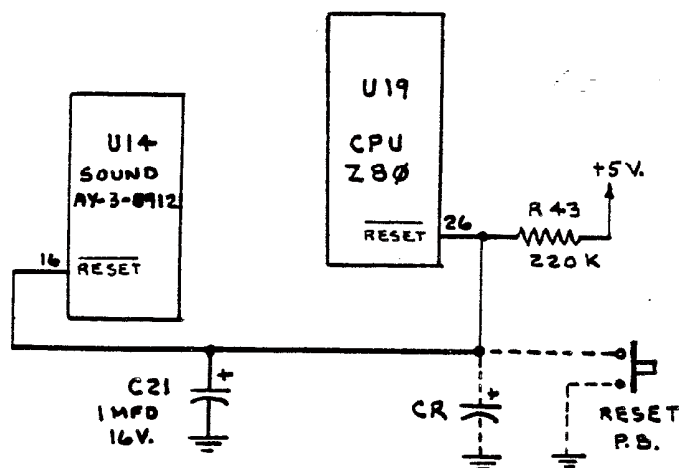 U14
SOUND
AY-3-8912
16
RESET
U19
CPU
Z80
RESET
26
R43
220K
+5V.
C21
1MFD
16V.
+
CR
+
RESET
P.B.